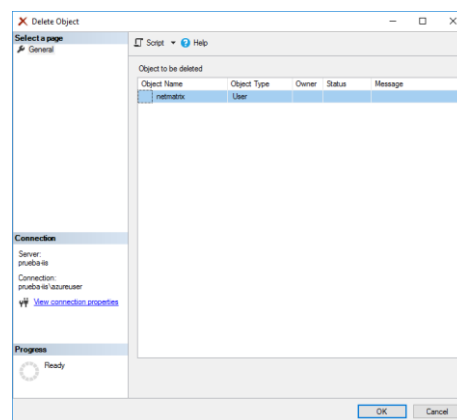 Delete Object
Select a page
General
Script Help
Object to be deleted
Object Name Object Type Owner Status Message
netmatrix User
Connection
Server:
prueba-iis
Connection:
prueba-iis\azureuser
View connection properties
Progress
Ready
OK Cancel